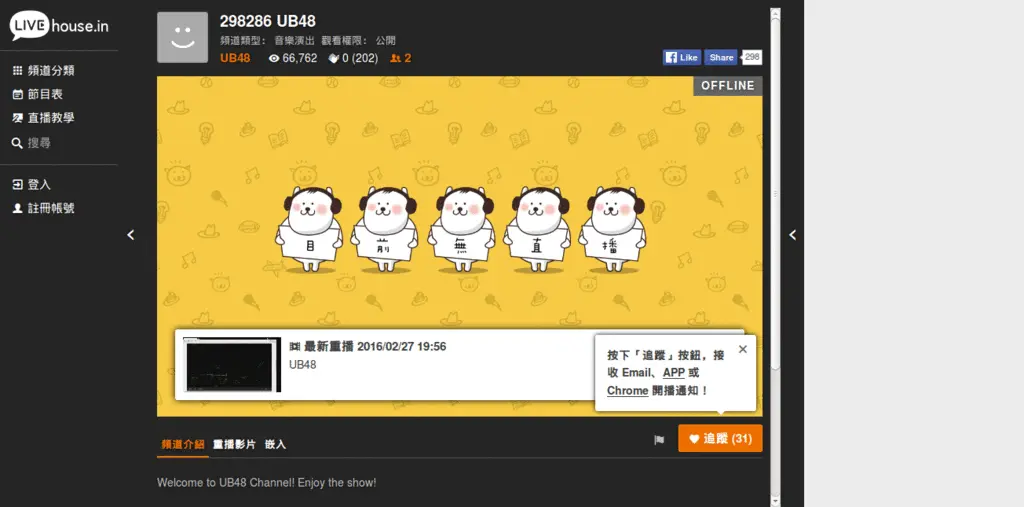 LIVE house.in
頻道分類
節目表
直播教學
搜尋
登入
註冊帳號
298286 UB48
頻道類型： 音樂演出 觀看權限： 公開
UB48 66,762 0 (202) 2
Like Share 298
OFFLINE
目前無直播
最新重播 2016/02/27 19:56
UB48
按下「追蹤」按鈕，接
收 Email、APP 或
Chrome 開播通知！
追蹤 (31)
頻道介紹 重播影片 嵌入
Welcome to UB48 Channel! Enjoy the show!